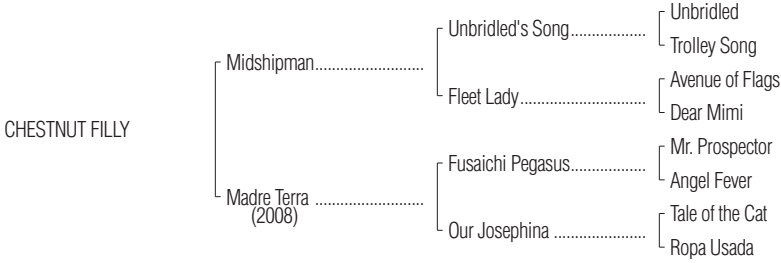 CHESTNUT FILLY
Midshipman........................
Madre Terra ........................
(2008)
Unbridled's Song.................
Fleet Lady............................
Fusaichi Pegasus.................
Our Josephina .....................
Unbridled
Trolley Song
Avenue of Flags
Dear Mimi
Mr. Prospector
Angel Fever
Tale of the Cat
Ropa Usada